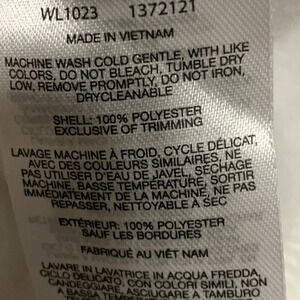 WL1023 1372121
MADE IN VIETNAM
MACHINE WASH COLD GENTLE, WITH LIKE
COLORS, DO NOT BLEACH, TUMBLE DRY
LOW, REMOVE PROMPTLY, DO NOT IRON,
DRYCLEANABLE
SHELL: 100% POLYESTER
EXCLUSIVE OF TRIMMING
LAVAGE MACHINE À FROID, CYCLE DÉLICAT,
AVEC DES COULEURS SIMILAIRES, NE
PAS UTILISER D'EAU DE JAVEL, SÉCHAGE
MACHINE, BASSE TEMPÉRATURE, SORTIR
IMMÉDIATEMENT DE LA MACHINE, NE PAS
REPASSER, NETTOYABLE A SEC
EXTÉRIEUR: 100% POLYESTER
SAUF LES BORDURES
FABRIQUÉ AU VIÊT NAM
LAVARE IN LAVATRICE IN ACQUA FREDDA,
CICLO DELICATO, CON COLORI SIMILI, NON
CANDEGGIARE, ASCIUGARE A TAMBURO
A BASSA